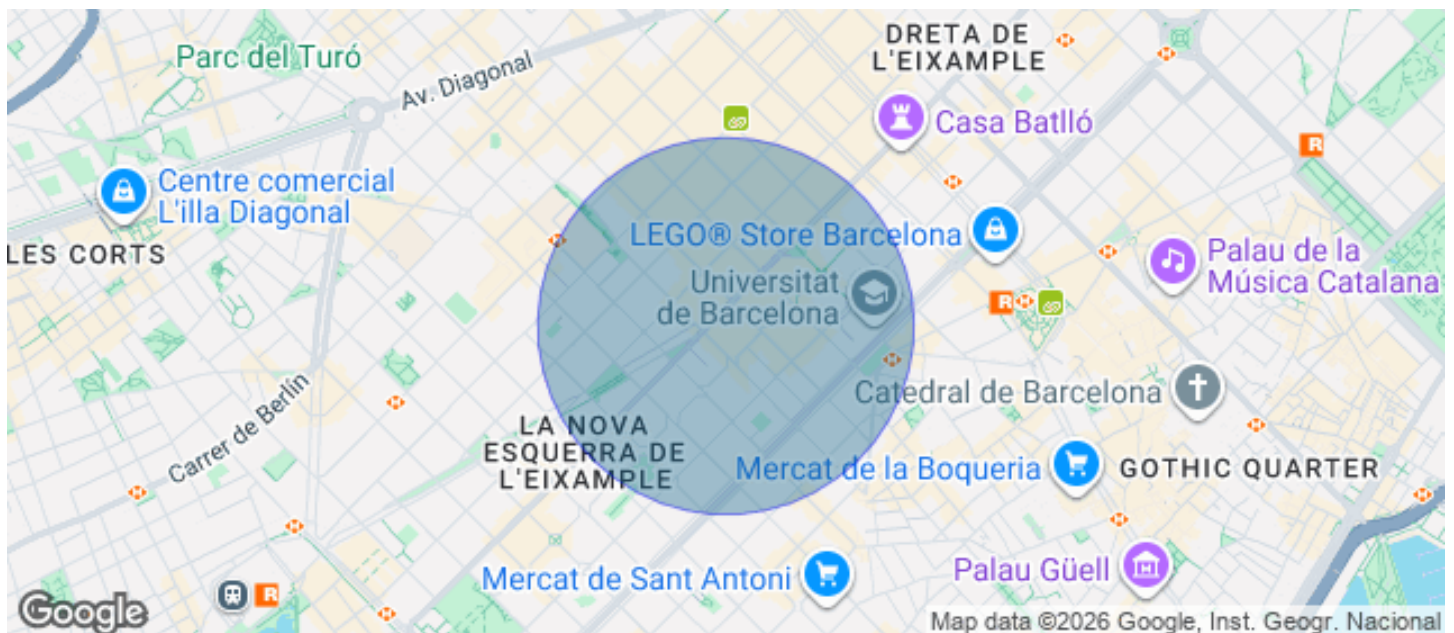 DRETA DE
L'EIXAMPLE
Parc del Turó
Av. Diagonal
Casa Batlló
R
Centre comercial
L'illa Diagonal
LES CORTS
LEGO® Store Barcelona
Palau de la
Música Catalana
Universitat
de Barcelona
R
Catedral de Barcelona
Carrer de Berlín
LA NOVA
ESQUERRA DE
L'EIXAMPLE
Mercat de la Boqueria
GOTHIC QUARTER
Mercat de Sant Antoni
Palau Güell
R
Google
Map data ©2026 Google, Inst. Geogr. Nacional